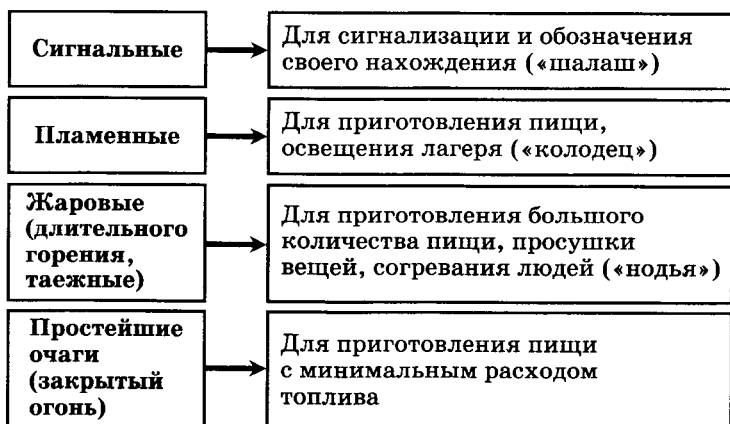 Сигнальные
Для сигнализации и обозначения
своего нахождения («шалаш»)
Пламенные
Для приготовления пищи,
освещения лагеря («колодец»)
Жаровые
(длительного
горения,
таежные)
Для приготовления большого
количества пищи, просушки
вещей, согревания людей («нодья»)
Простейшие
очаги
(закрытый
огонь)
Для приготовления пищи
с минимальным расходом
топлива